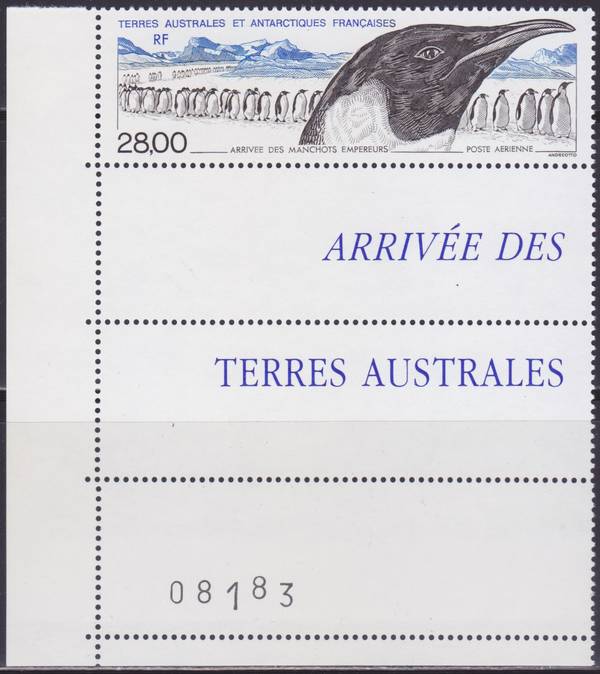 TERRES AUSTRALES ET ANTARCTIQUES FRANÇAISES
RF
28,00 ARRIVEE DES MANCHOTS EMPEREURS POSTE AERIENNE
ANDREOTTO
ARRIVÉE DES
TERRES AUSTRALES
08183